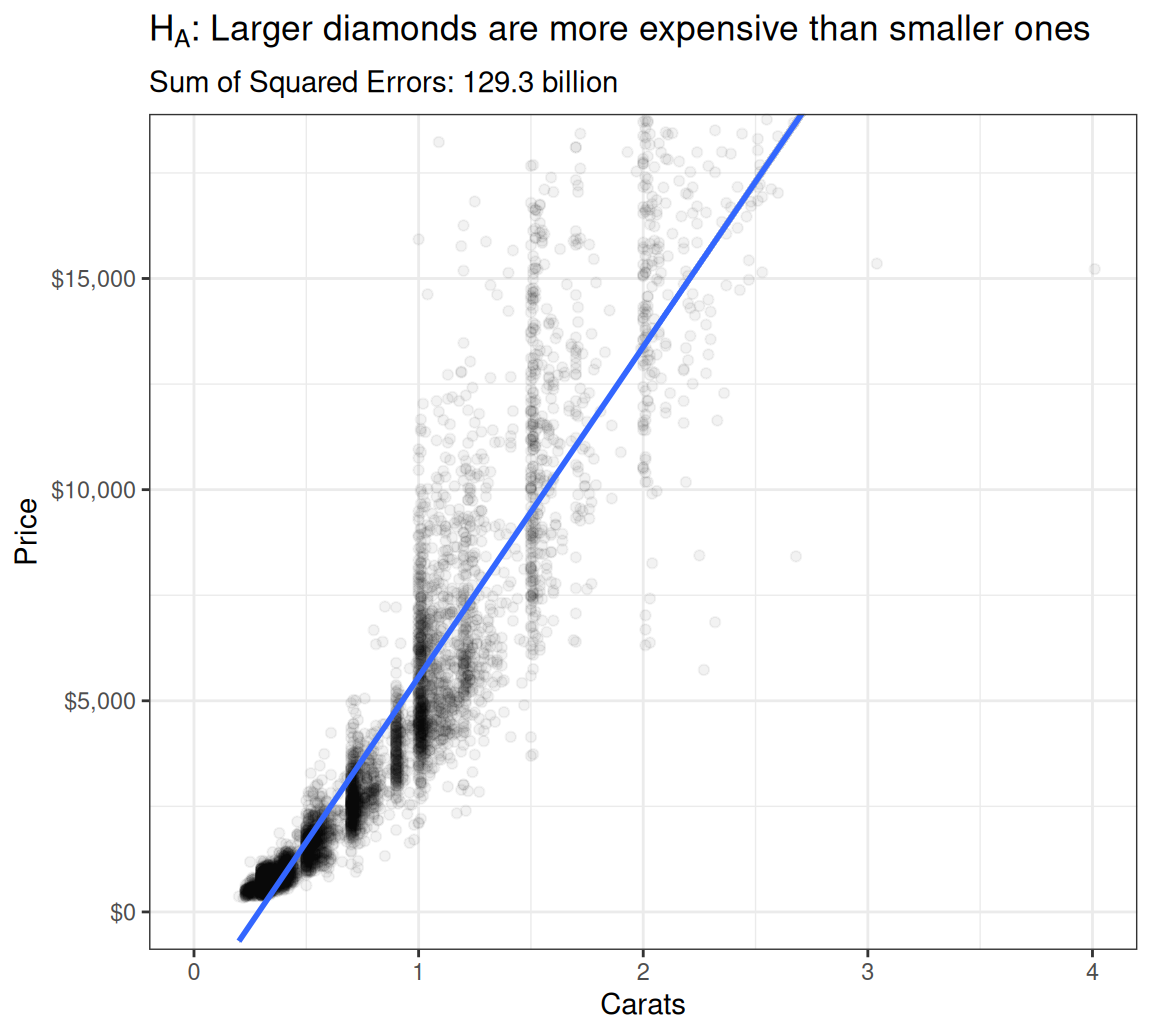 H_A: Larger diamonds are more expensive than smaller ones
Sum of Squared Errors: 129.3 billion
$15,000
$10,000
Price
$5,000
$0
0 1 2 3 4
Carats